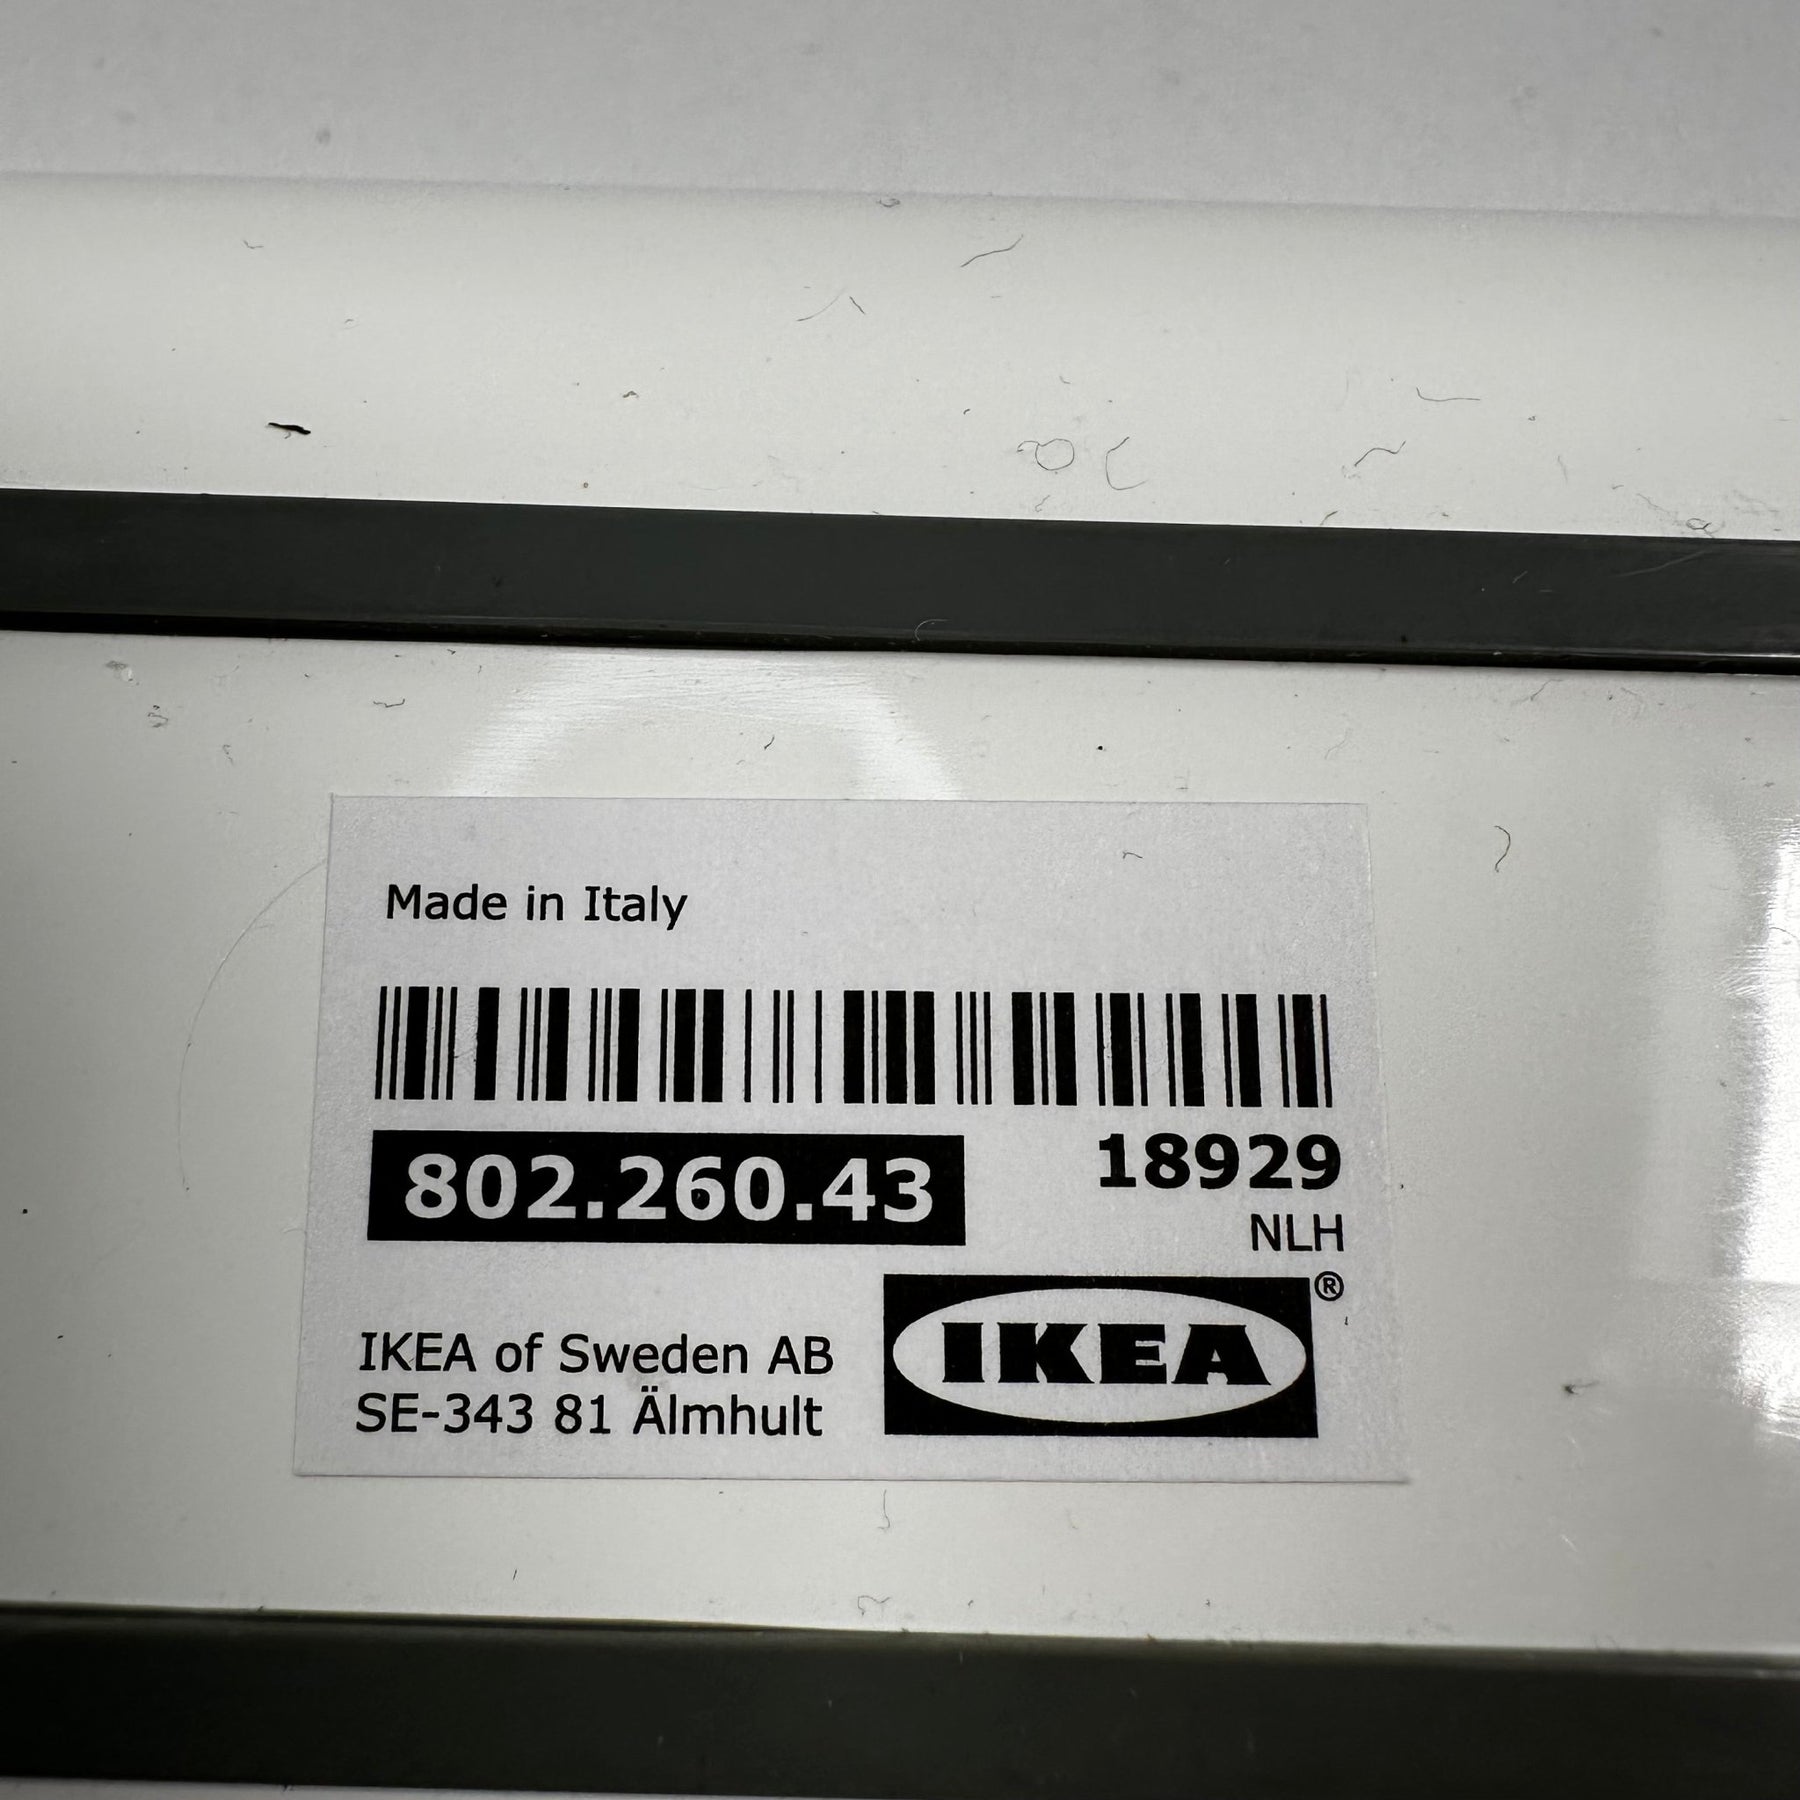 Made in Italy
802.260.43
18929
NLH
IKEA of Sweden AB
SE-343 81 Älmhult
IKEA®